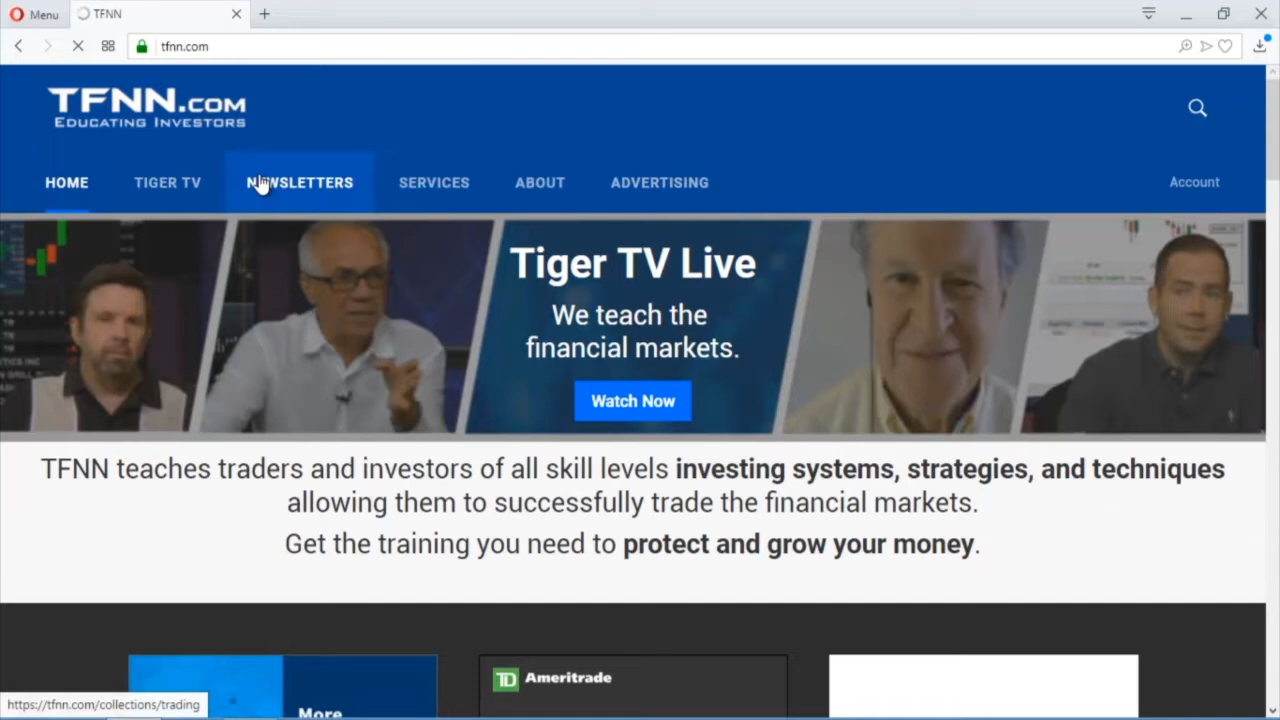 Menu
TFNN
tfnn.com
TFNN.COM
EDUCATING INVESTORS
HOME
TIGER TV
NEWSLETTERS
SERVICES
ABOUT
ADVERTISING
Account
Tiger TV Live
We teach the
financial markets.
Watch Now
TFNN teaches traders and investors of all skill levels investing systems, strategies, and techniques
allowing them to successfully trade the financial markets.
Get the training you need to protect and grow your money.
TD Ameritrade
More
https://tfnn.com/collections/trading